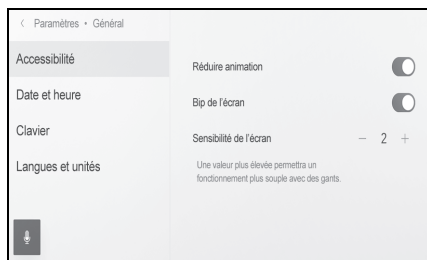 < Paramètres • Général
Accessibilité
Date et heure
Clavier
Langues et unités
Réduire animation
Bip de l'écran
Sensibilité de l'écran − 2 +
Une valeur plus élevée permettra un
fonctionnement plus souple avec des gants.